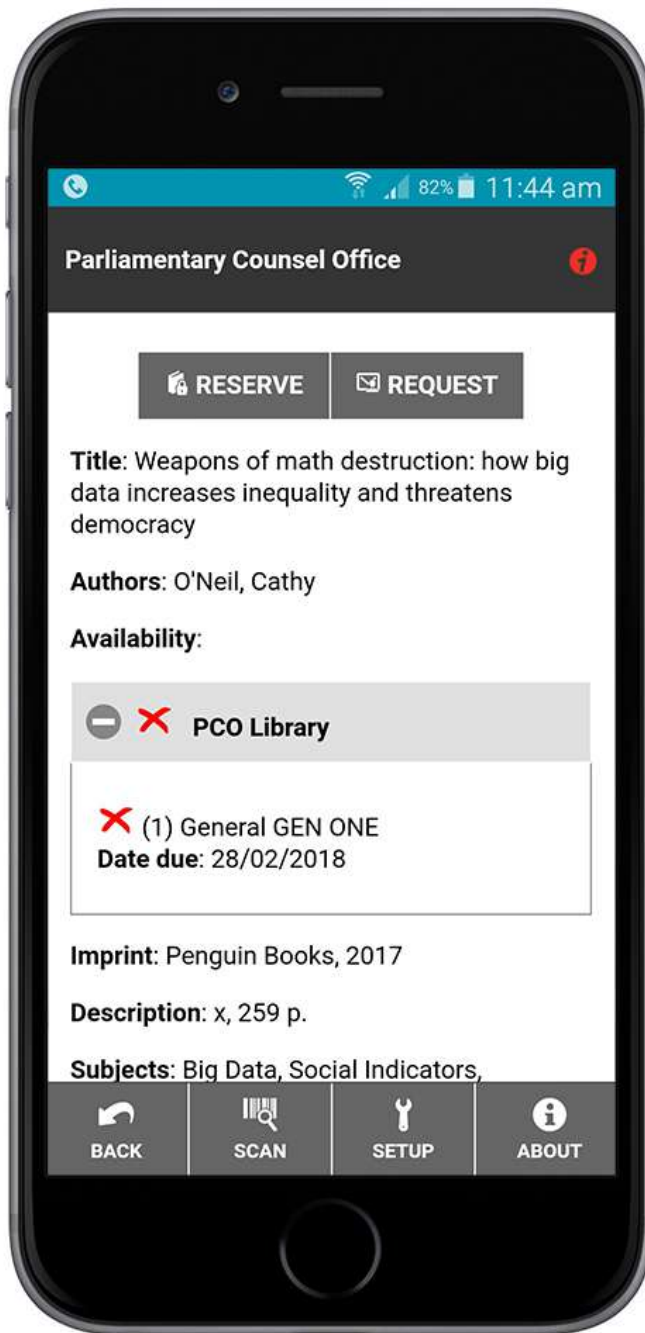 82% 11:44 am
Parliamentary Counsel Office
RESERVE REQUEST
Title: Weapons of math destruction: how big
data increases inequality and threatens
democracy
Authors: O'Neil, Cathy
Availability:
PCO Library
(1) General GEN ONE
Date due: 28/02/2018
Imprint: Penguin Books, 2017
Description: x, 259 p.
Subjects: Big Data, Social Indicators,
BACK SCAN SETUP ABOUT